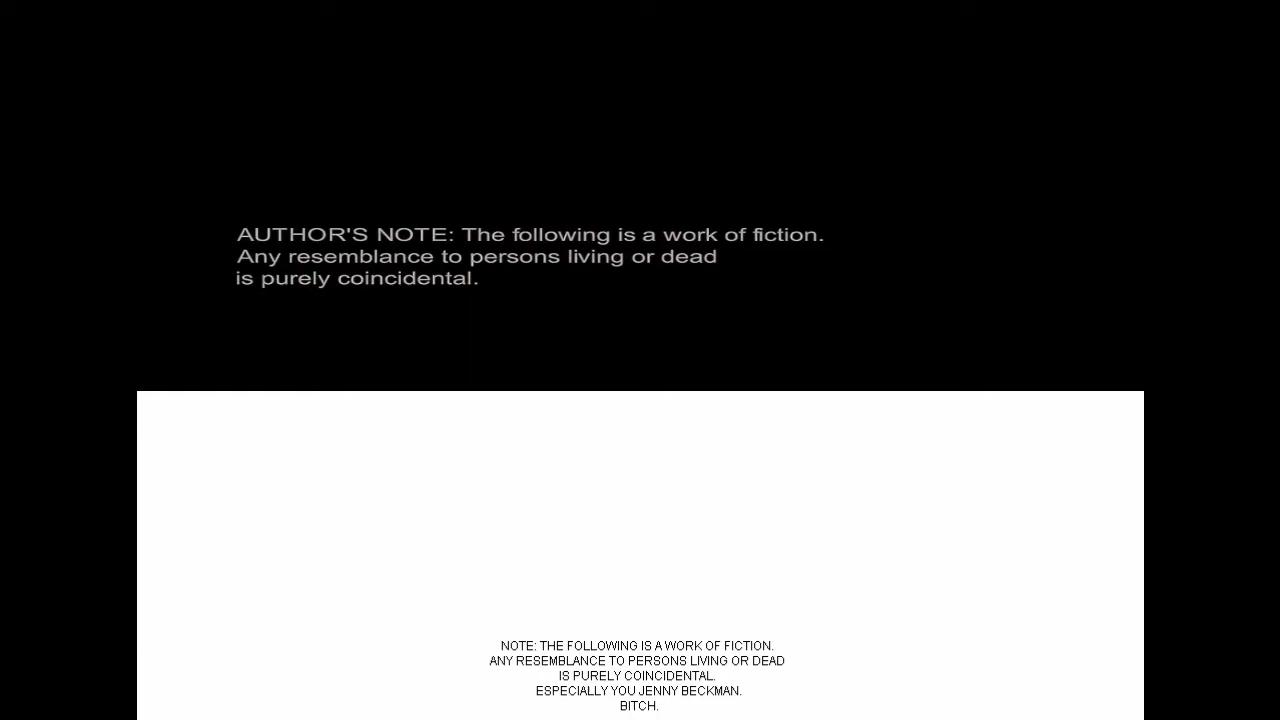 AUTHOR'S NOTE: The following is a work of fiction.
Any resemblance to persons living or dead
is purely coincidental.
NOTE: THE FOLLOWING IS A WORK OF FICTION.
ANY RESEMBLANCE TO PERSONS LIVING OR DEAD
IS PURELY COINCIDENTAL.
ESPECIALLY YOU JENNY BECKMAN.
BITCH.